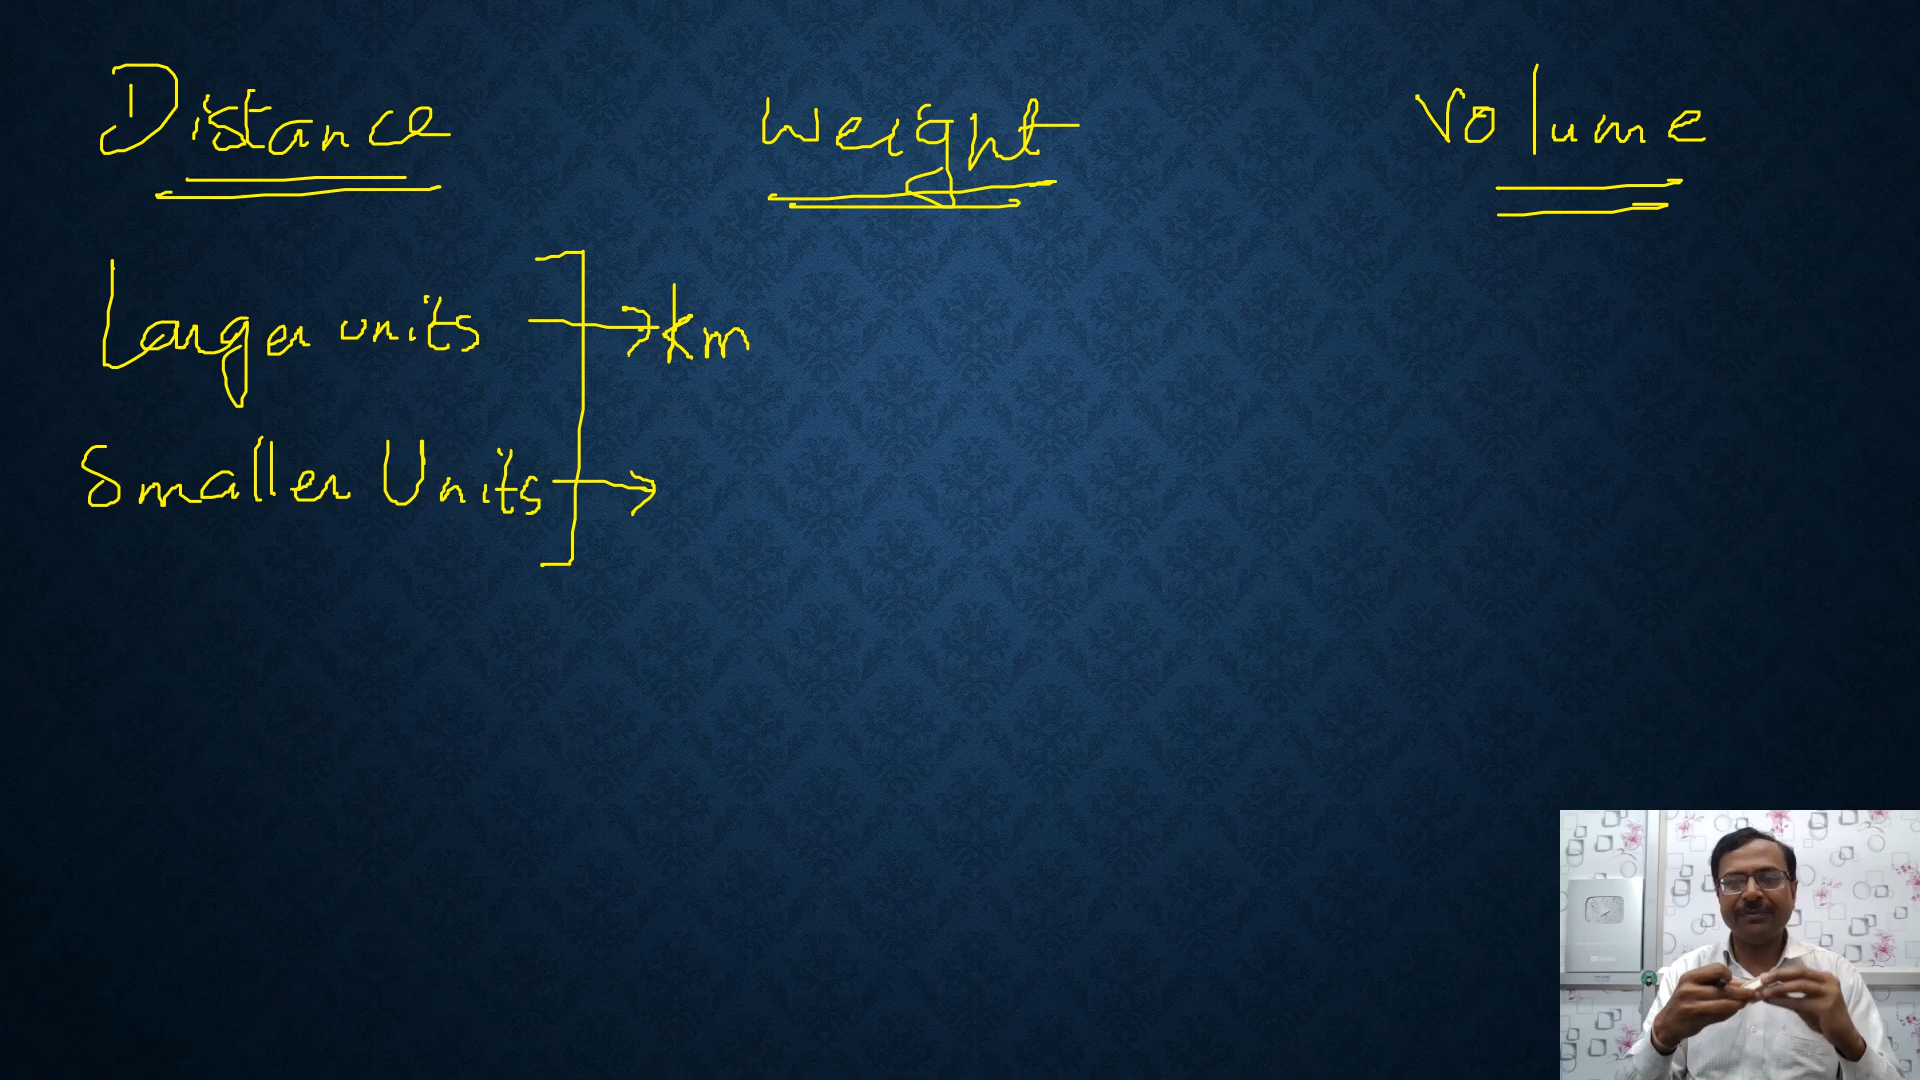 Distance Weight Volume
Larger units → km
Smaller Units →